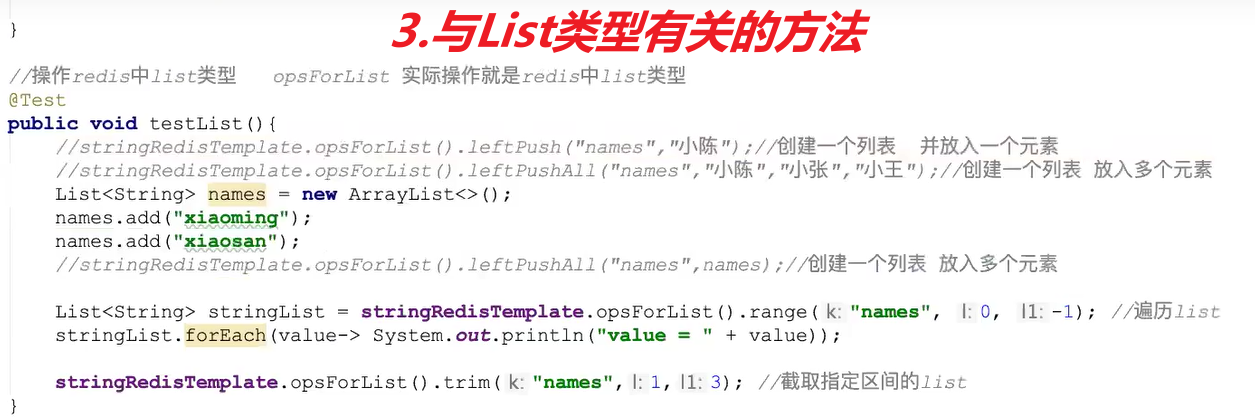 }
3.与List类型有关的方法
//操作redis中list类型   opsForList 实际操作就是redis中list类型
@Test
public void testList(){
    //stringRedisTemplate.opsForList().leftPush("names","小陈");//创建一个列表  并放入一个元素
    //stringRedisTemplate.opsForList().leftPushAll("names","小陈","小张","小王");//创建一个列表 放入多个元素
    List<String> names = new ArrayList<>();
    names.add("xiaoming");
    names.add("xiaosan");
    //stringRedisTemplate.opsForList().leftPushAll("names",names);//创建一个列表 放入多个元素
    List<String> stringList = stringRedisTemplate.opsForList().range( k: "names",  l: 0,  l1: -1); //遍历list
    stringList.forEach(value-> System.out.println("value = " + value));
    stringRedisTemplate.opsForList().trim( k: "names", l: 1, l1: 3); //截取指定区间的list
}